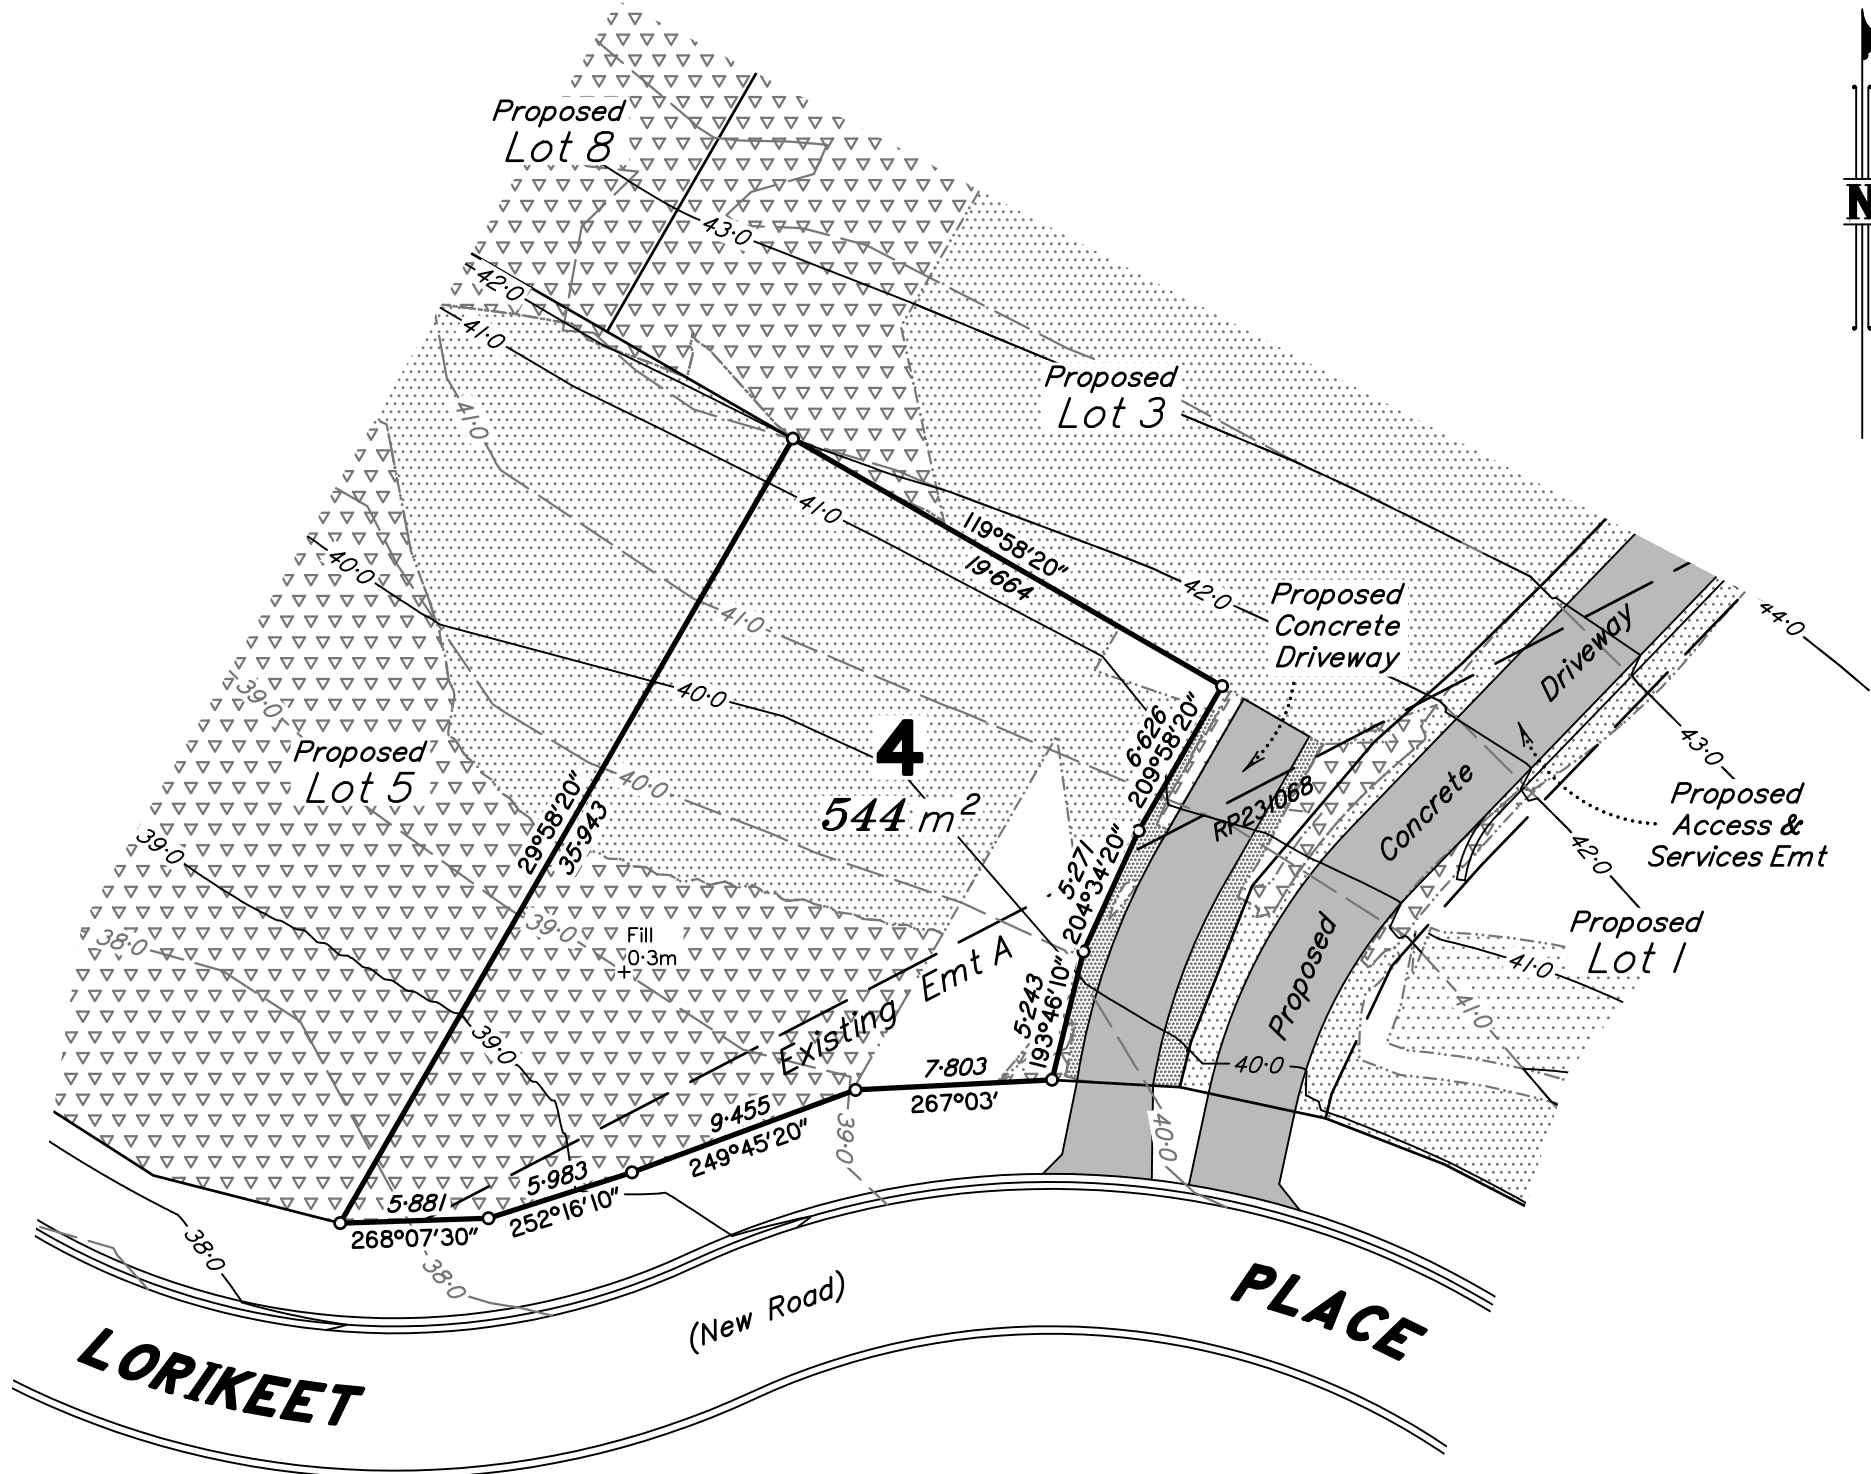 Proposed
Lot 8
N
43·0
42·0
41·0
Proposed
Lot 3
41·0
41·0
119°58'20"
19·664
40·0
42·0
Proposed
Concrete
Driveway
44·0
41·0
Driveway
39·0
40·0
4
544 m²
6·626
209°58'20"
43·0
Proposed
Lot 5
40·0
RP231068
Concrete
Proposed
Access &
Services Emt
29°58'20"
35·943
39·0
42·0
5·271
204°34'20"
38·0
39·0
Fill
0·3m
Existing Emt A
Proposed
Proposed
Lot 1
41·0
41·0
5·243
193°46'10"
39·0
7·803
267°03'
40·0
9·455
249°45'20"
39·0
40·0
5·983
252°16'10"
5·881
268°07'30"
38·0
38·0
(New Road)
LORIKEET PLACE